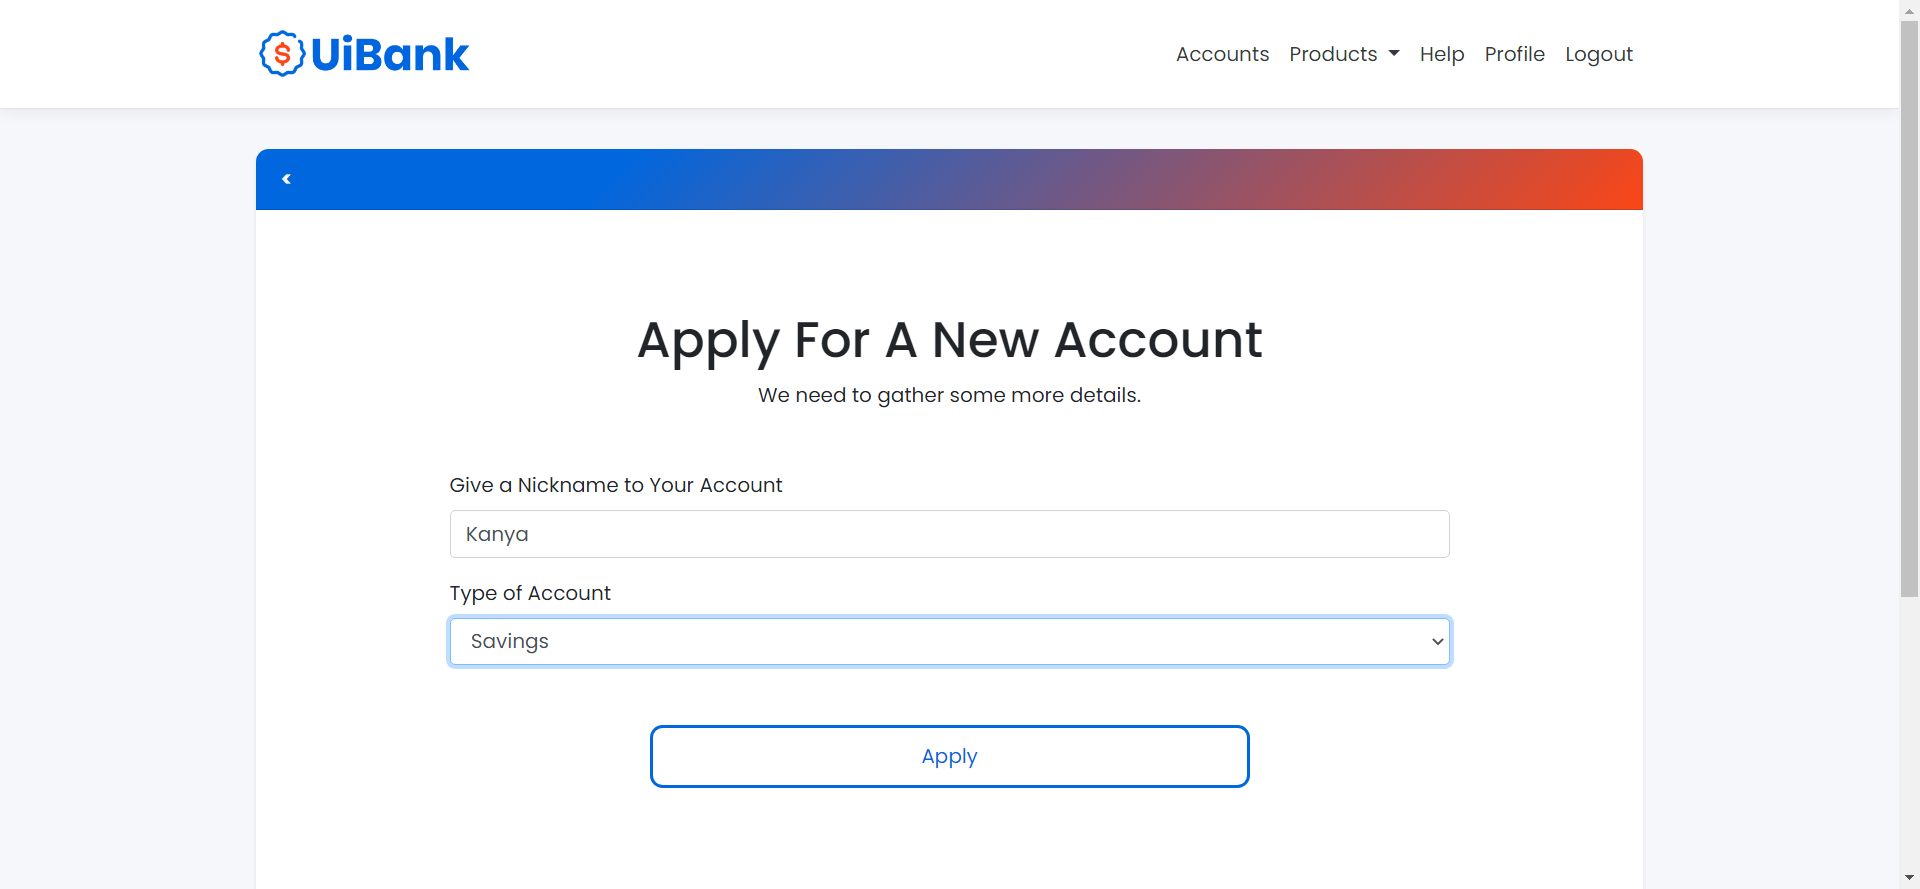 UiBank
Accounts Products Help Profile Logout
Apply For A New Account
We need to gather some more details.
Give a Nickname to Your Account
Kanya
Type of Account
Savings
Apply